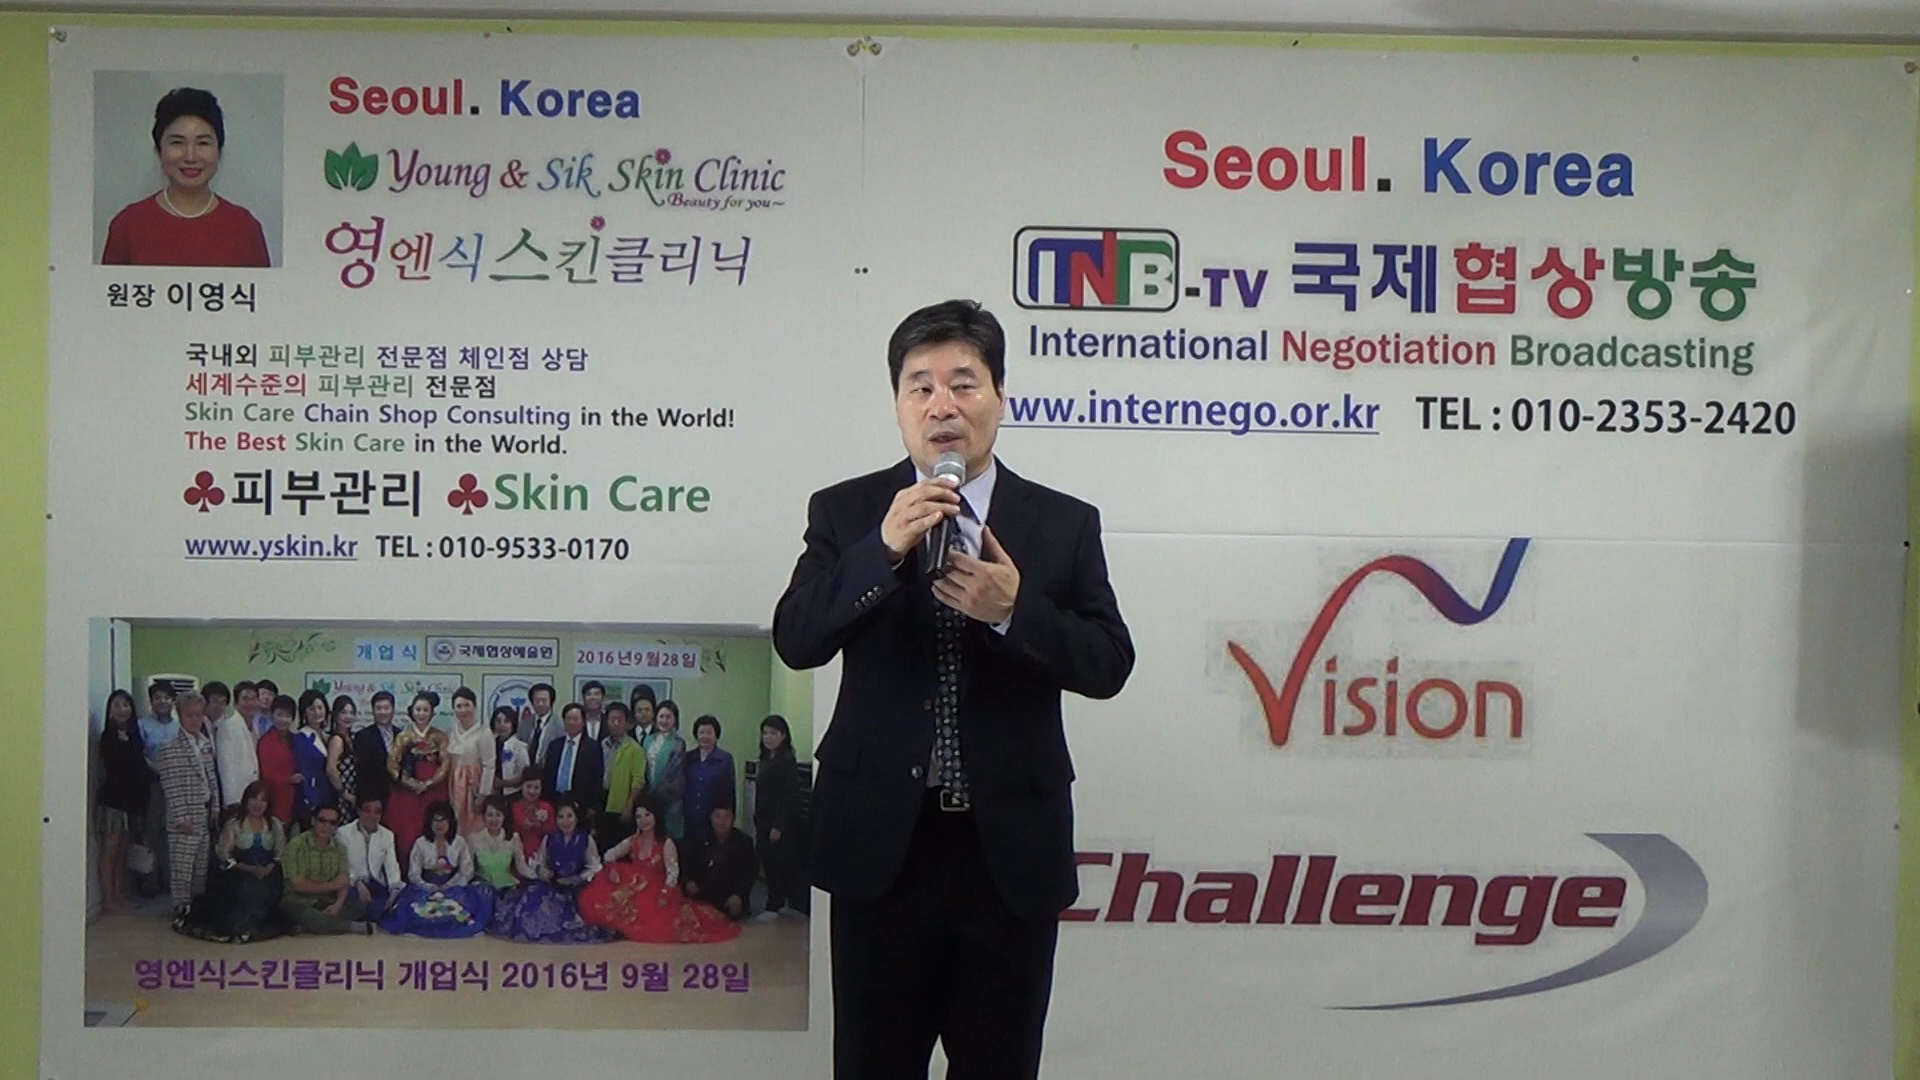 Seoul. Korea
Young & Sik Skin Clinic
Beauty for you~
영엔식스킨클리닉
원장 이영식
국내외 피부관리 전문점 체인점 상담
세계수준의 피부관리 전문점
Skin Care Chain Shop Consulting in the World!
The Best Skin Care in the World.
♣피부관리 ♣Skin Care
www.yskin.kr TEL : 010-9533-0170
개업식 국제협상예술원 2016년9월28일
Young & Sik Skin Clinic
영엔식스킨클리닉 개업식 2016년 9월 28일
Seoul. Korea
INB-TV 국제협상방송
International Negotiation Broadcasting
ww.internego.or.kr TEL : 010-2353-2420
Vision
Challenge